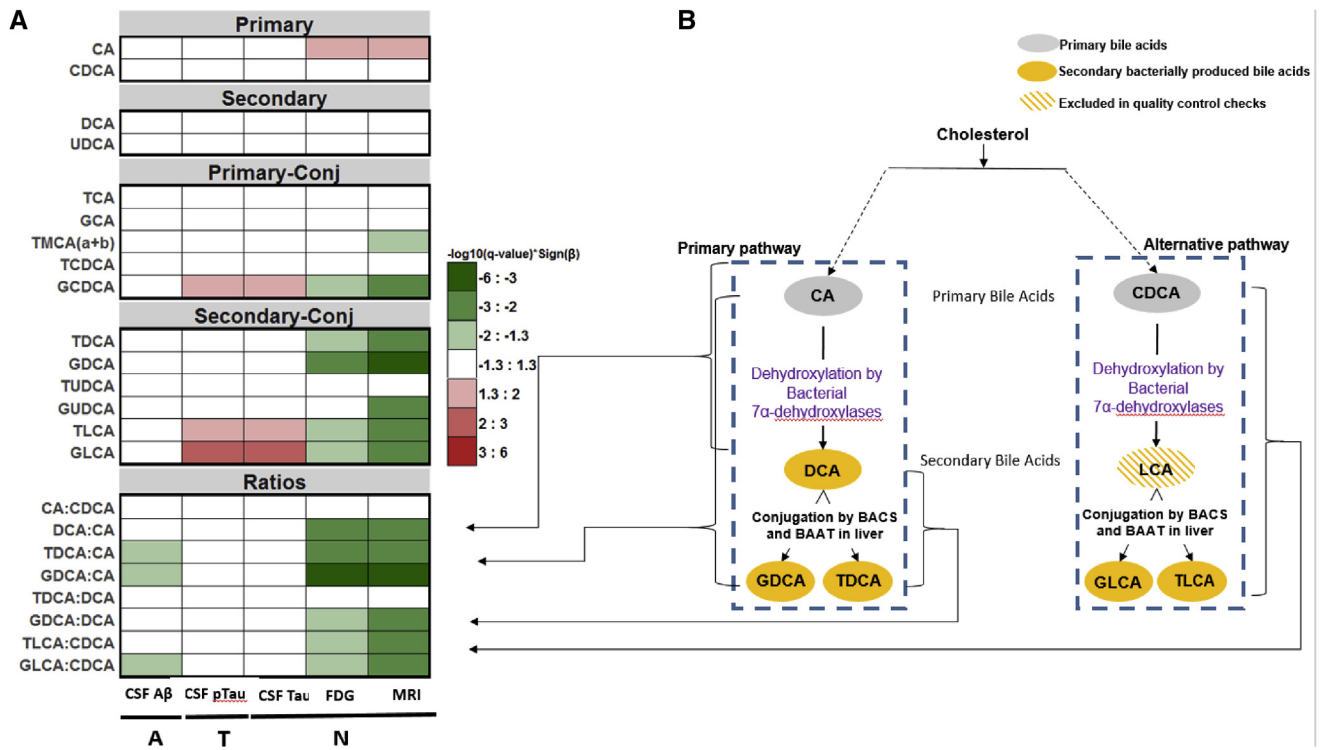 A
Primary
CA
CDCA
Secondary
DCA
UDCA
Primary-Conj
TCA
GCA
TMCA(a+b)
TCDCA
GCDCA
Secondary-Conj
TDCA
GDCA
TUDCA
GUDCA
TLCA
GLCA
Ratios
CA:CDCA
DCA:CA
TDCA:CA
GDCA:CA
TDCA:DCA
GDCA:DCA
TLCA:CDCA
GLCA:CDCA
CSF Aβ CSF pTau CSF Tau FDG MRI
A T N
-log10(q-value)*Sign(β)
-6 : -3
-3 : -2
-2 : -1.3
-1.3 : 1.3
1.3 : 2
2 : 3
3 : 6
B
Primary bile acids
Secondary bacterially produced bile acids
Excluded in quality control checks
Cholesterol
Primary pathway
Alternative pathway
CA
Primary Bile Acids
CDCA
Dehydroxylation by
Bacterial
7α-dehydroxylases
Dehydroxylation by
Bacterial
7α-dehydroxylases
DCA
Secondary Bile Acids
LCA
Conjugation by BACS
and BAAT in liver
Conjugation by BACS
and BAAT in liver
GDCA TDCA
GLCA TLCA